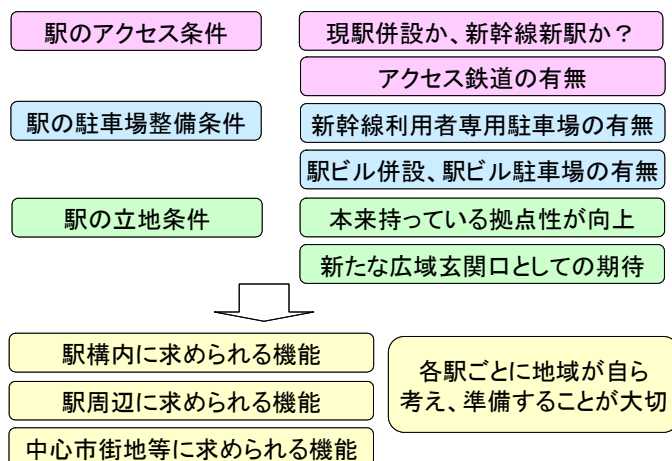 駅のアクセス条件
現駅併設か、新幹線新駅か？
アクセス鉄道の有無
駅の駐車場整備条件
新幹線利用者専用駐車場の有無
駅ビル併設、駅ビル駐車場の有無
駅の立地条件
本来持っている拠点性が向上
新たな広域玄関口としての期待
駅構内に求められる機能
駅周辺に求められる機能
中心市街地等に求められる機能
各駅ごとに地域が自ら
考え、準備することが大切